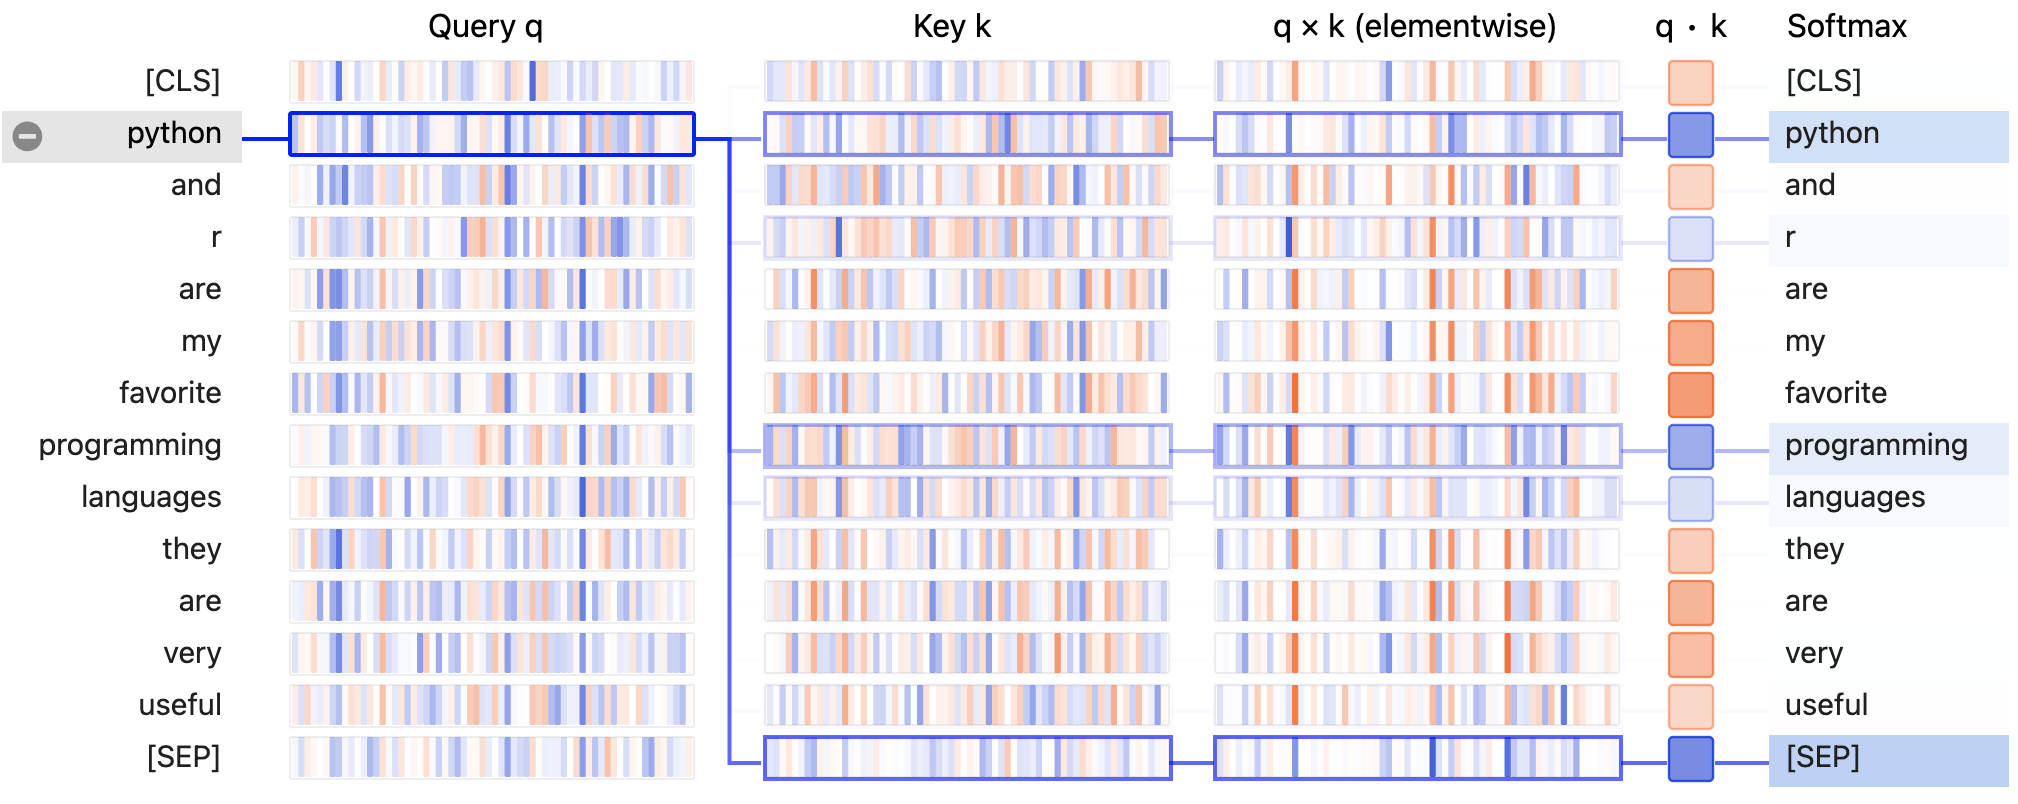 Query q Key k q × k (elementwise) q · k Softmax
[CLS] [CLS]
python python
and and
r r
are are
my my
favorite favorite
programming programming
languages languages
they they
are are
very very
useful useful
[SEP] [SEP]